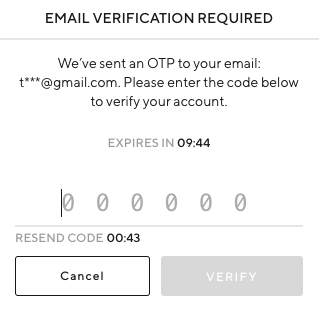 EMAIL VERIFICATION REQUIRED
We’ve sent an OTP to your email:
t***@gmail.com. Please enter the code below
to verify your account.
EXPIRES IN 09:44
0 0 0 0 0 0
RESEND CODE 00:43
Cancel VERIFY